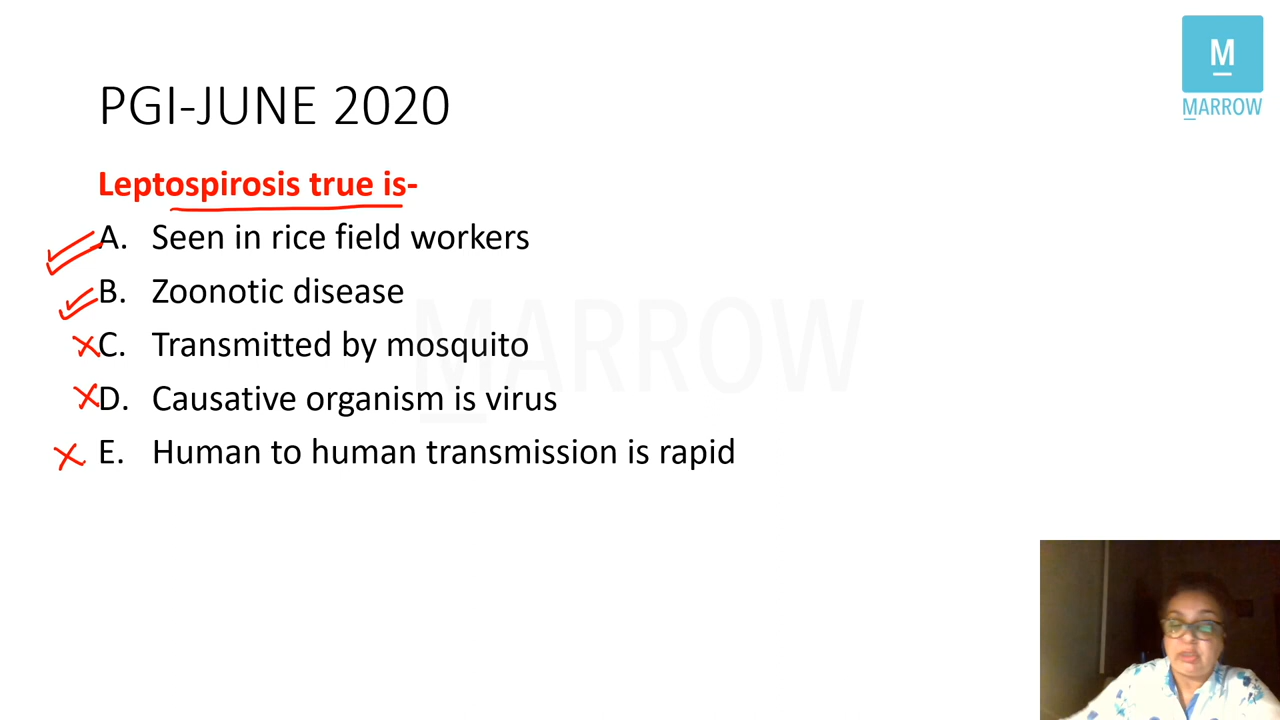 M
MARROW
PGI-JUNE 2020
Leptospirosis true is-
A. Seen in rice field workers
B. Zoonotic disease
C. Transmitted by mosquito
D. Causative organism is virus
E. Human to human transmission is rapid
MARROW